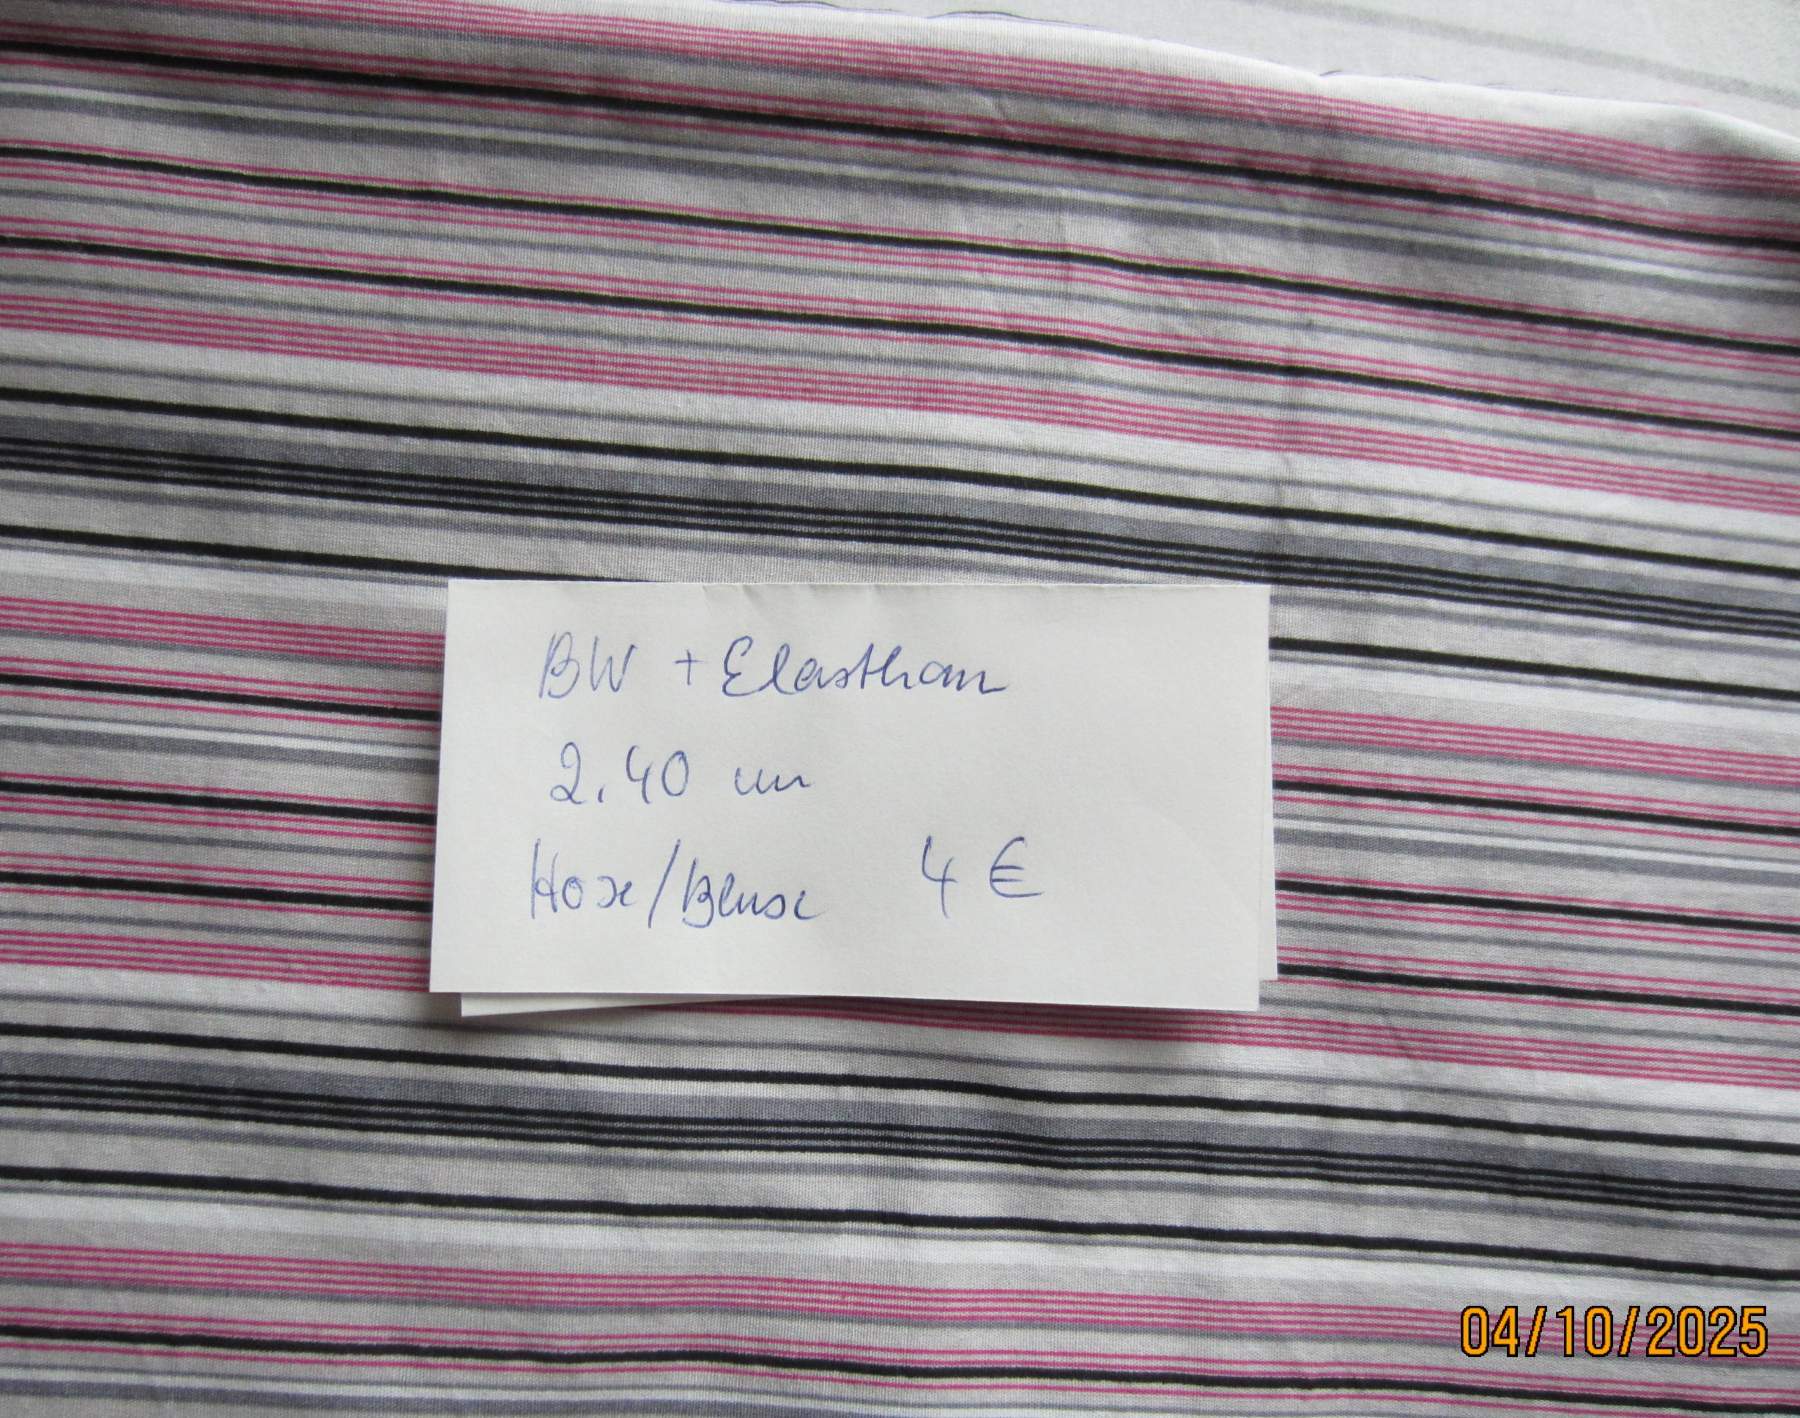 BW + Elasthan
2.40 m
Hose/Bluse 4 €
04/10/2025